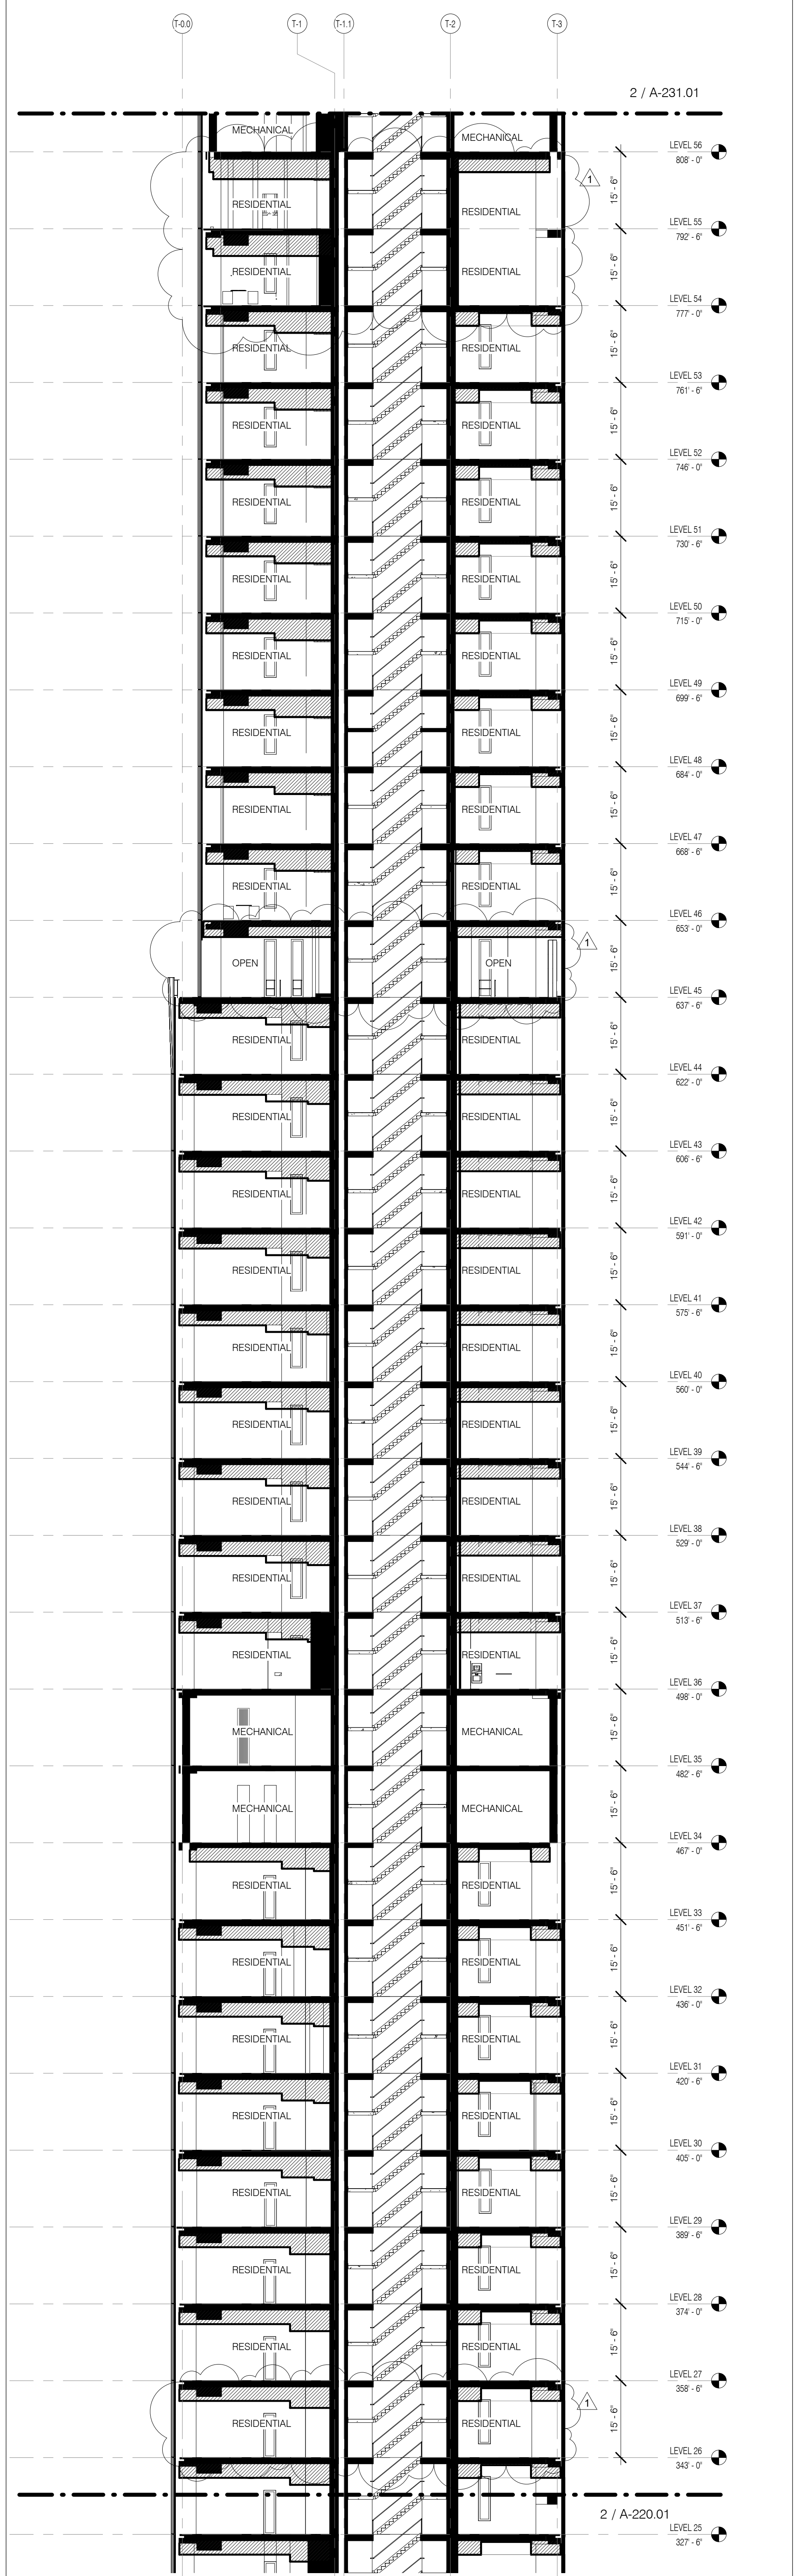 T-0.0 T-1 T-1.1 T-2 T-3
2 / A-231.01
MECHANICAL MECHANICAL
LEVEL 56
808' - 0"
1
15' - 6"
RESIDENTIAL RESIDENTIAL
LEVEL 55
792' - 6"
15' - 6"
RESIDENTIAL RESIDENTIAL
LEVEL 54
777' - 0"
15' - 6"
RESIDENTIAL RESIDENTIAL
LEVEL 53
761' - 6"
15' - 6"
RESIDENTIAL RESIDENTIAL
LEVEL 52
746' - 0"
15' - 6"
RESIDENTIAL RESIDENTIAL
LEVEL 51
730' - 6"
15' - 6"
RESIDENTIAL RESIDENTIAL
LEVEL 50
715' - 0"
15' - 6"
RESIDENTIAL RESIDENTIAL
LEVEL 49
699' - 6"
15' - 6"
RESIDENTIAL RESIDENTIAL
LEVEL 48
684' - 0"
15' - 6"
RESIDENTIAL RESIDENTIAL
LEVEL 47
668' - 6"
15' - 6"
RESIDENTIAL RESIDENTIAL
LEVEL 46
653' - 0"
1
15' - 6"
OPEN OPEN
LEVEL 45
637' - 6"
15' - 6"
RESIDENTIAL RESIDENTIAL
LEVEL 44
622' - 0"
15' - 6"
RESIDENTIAL RESIDENTIAL
LEVEL 43
606' - 6"
15' - 6"
RESIDENTIAL RESIDENTIAL
LEVEL 42
591' - 0"
15' - 6"
RESIDENTIAL RESIDENTIAL
LEVEL 41
575' - 6"
15' - 6"
RESIDENTIAL RESIDENTIAL
LEVEL 40
560' - 0"
15' - 6"
RESIDENTIAL RESIDENTIAL
LEVEL 39
544' - 6"
15' - 6"
RESIDENTIAL RESIDENTIAL
LEVEL 38
529' - 0"
15' - 6"
RESIDENTIAL RESIDENTIAL
LEVEL 37
513' - 6"
15' - 6"
RESIDENTIAL RESIDENTIAL
LEVEL 36
498' - 0"
15' - 6"
MECHANICAL MECHANICAL
LEVEL 35
482' - 6"
15' - 6"
MECHANICAL MECHANICAL
LEVEL 34
467' - 0"
15' - 6"
RESIDENTIAL RESIDENTIAL
LEVEL 33
451' - 6"
15' - 6"
RESIDENTIAL RESIDENTIAL
LEVEL 32
436' - 0"
15' - 6"
RESIDENTIAL RESIDENTIAL
LEVEL 31
420' - 6"
15' - 6"
RESIDENTIAL RESIDENTIAL
LEVEL 30
405' - 0"
15' - 6"
RESIDENTIAL RESIDENTIAL
LEVEL 29
389' - 6"
15' - 6"
RESIDENTIAL RESIDENTIAL
LEVEL 28
374' - 0"
15' - 6"
RESIDENTIAL RESIDENTIAL
LEVEL 27
358' - 6"
1
15' - 6"
RESIDENTIAL RESIDENTIAL
LEVEL 26
343' - 0"
2 / A-220.01
LEVEL 25
327' - 6"